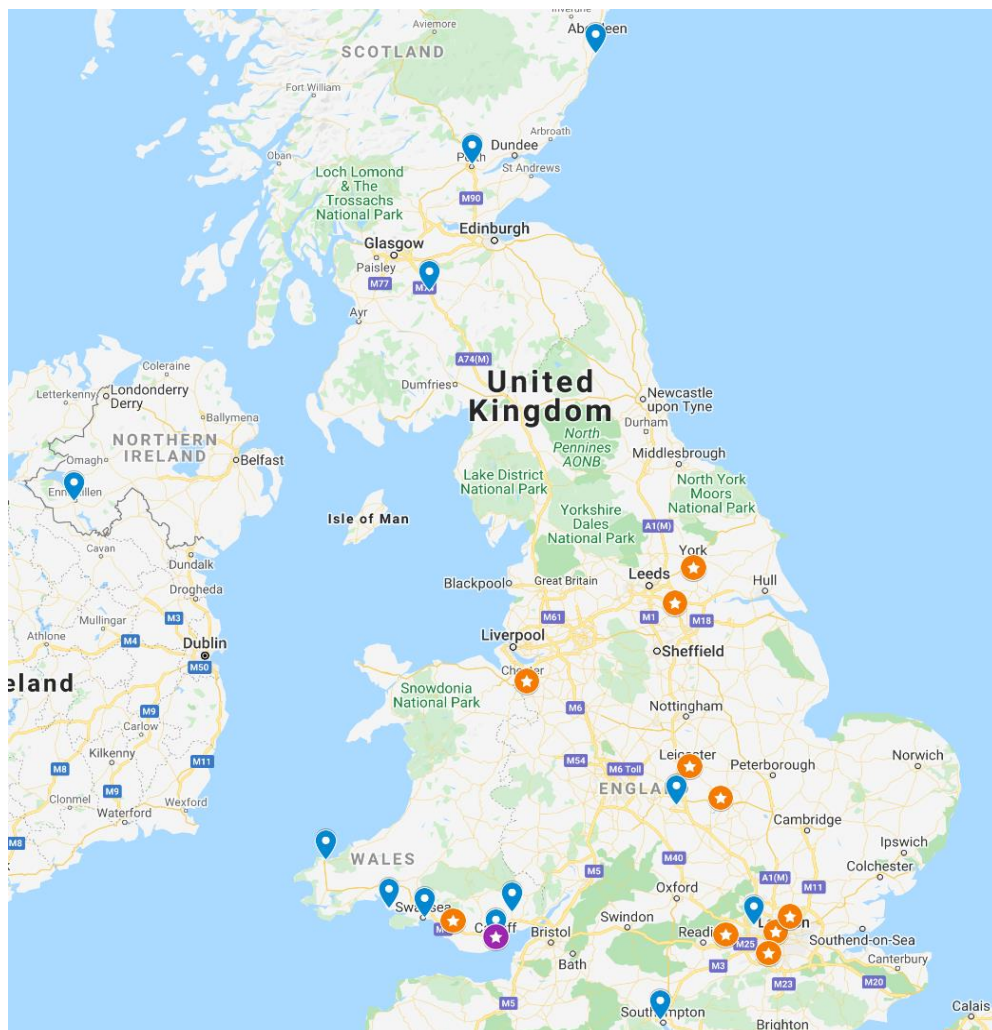 Inverurie
Aviemore
Aberdeen
SCOTLAND
Fort William
Arbroath
Dundee
Oban
Perth
St Andrews
Loch Lomond
& The
Trossachs
National Park
M90
Edinburgh
Glasgow
Paisley
M77
Ayr
A74(M)
Dumfries
Coleraine
United
Kingdom
Letterkenny
Londonderry
Derry
Newcastle
upon Tyne
Ballymena
NORTHERN
IRELAND
North
Pennines
AONB
Durham
Omagh
Belfast
Middlesbrough
Lake District
National Park
North York
Moors
National Park
Isle of Man
Yorkshire
Dales
National Park
A1(M)
Cavan
York
Dundalk
Blackpool
Great Britain
Leeds
Hull
Drogheda
Mullingar
M3
M61
M1
M18
Athlone
M4
Liverpool
Dublin
Sheffield
M50
Chester
eland
Snowdonia
National Park
M9
M6
Nottingham
Carlow
Kilkenny
M11
Leicester
Norwich
M8
M54
M6 Toll
Peterborough
Clonmel
M9
Wexford
ENGLAND
Waterford
Cambridge
M8
Ipswich
WALES
M40
Colchester
M5
A1(M)
M11
Oxford
Swansea
Cardiff
Swindon
London
Bristol
Reading
M25
Southend-on-Sea
Bath
M3
Canterbury
M20
M23
M5
Southampton
Brighton
Calais